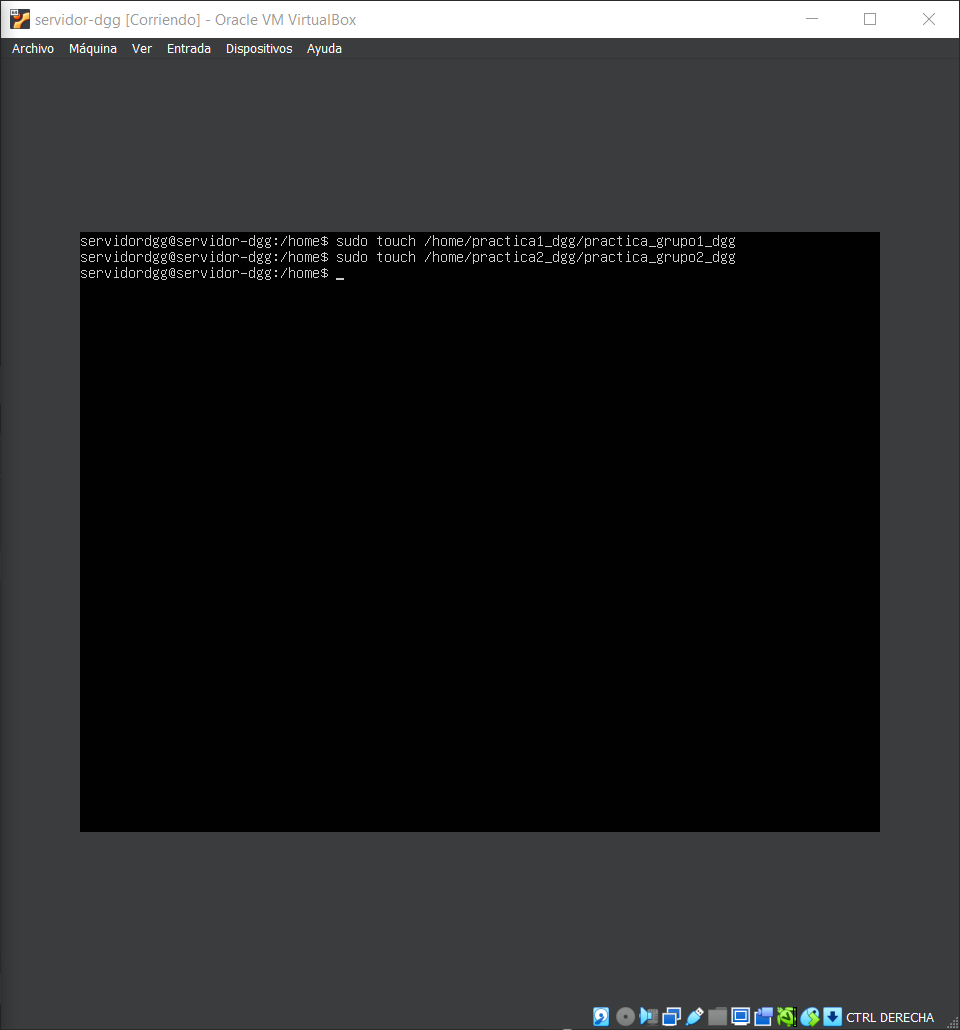 servidor-dgg [Corriendo] - Oracle VM VirtualBox
Archivo Máquina Ver Entrada Dispositivos Ayuda
servidordgg@servidor-dgg:/home$ sudo touch /home/practica1_dgg/practica_grupo1_dgg
servidordgg@servidor-dgg:/home$ sudo touch /home/practica2_dgg/practica_grupo2_dgg
servidordgg@servidor-dgg:/home$ _
CTRL DERECHA